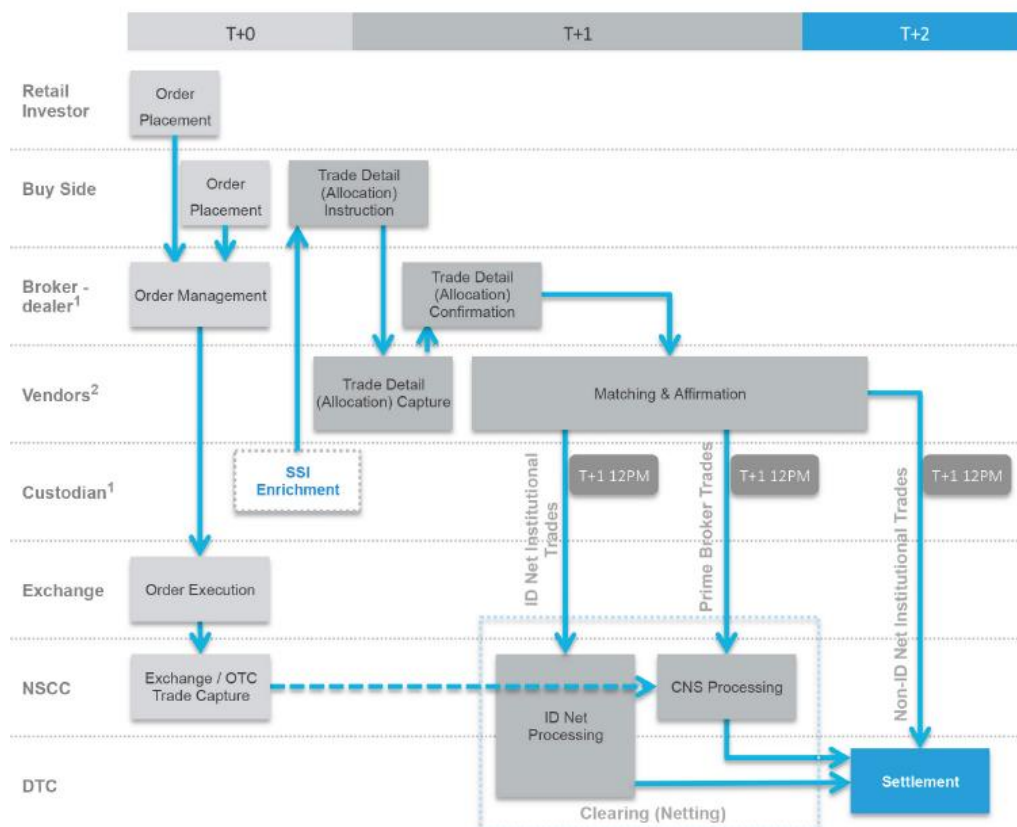 T+0
T+1
T+2
Retail
Investor
Order
Placement
Buy Side
Order
Placement
Trade Detail
(Allocation)
Instruction
Broker -
dealer1
Order Management
Trade Detail
(Allocation)
Confirmation
Vendors2
Trade Detail
(Allocation) Capture
Matching & Affirmation
Custodian1
SSI
Enrichment
ID Net Institutional
Trades
T+1 12PM
Prime Broker Trades
T+1 12PM
Non-ID Net Institutional Trades
T+1 12PM
Exchange
Order Execution
NSCC
Exchange / OTC
Trade Capture
ID Net
Processing
CNS Processing
DTC
Settlement
Clearing (Netting)